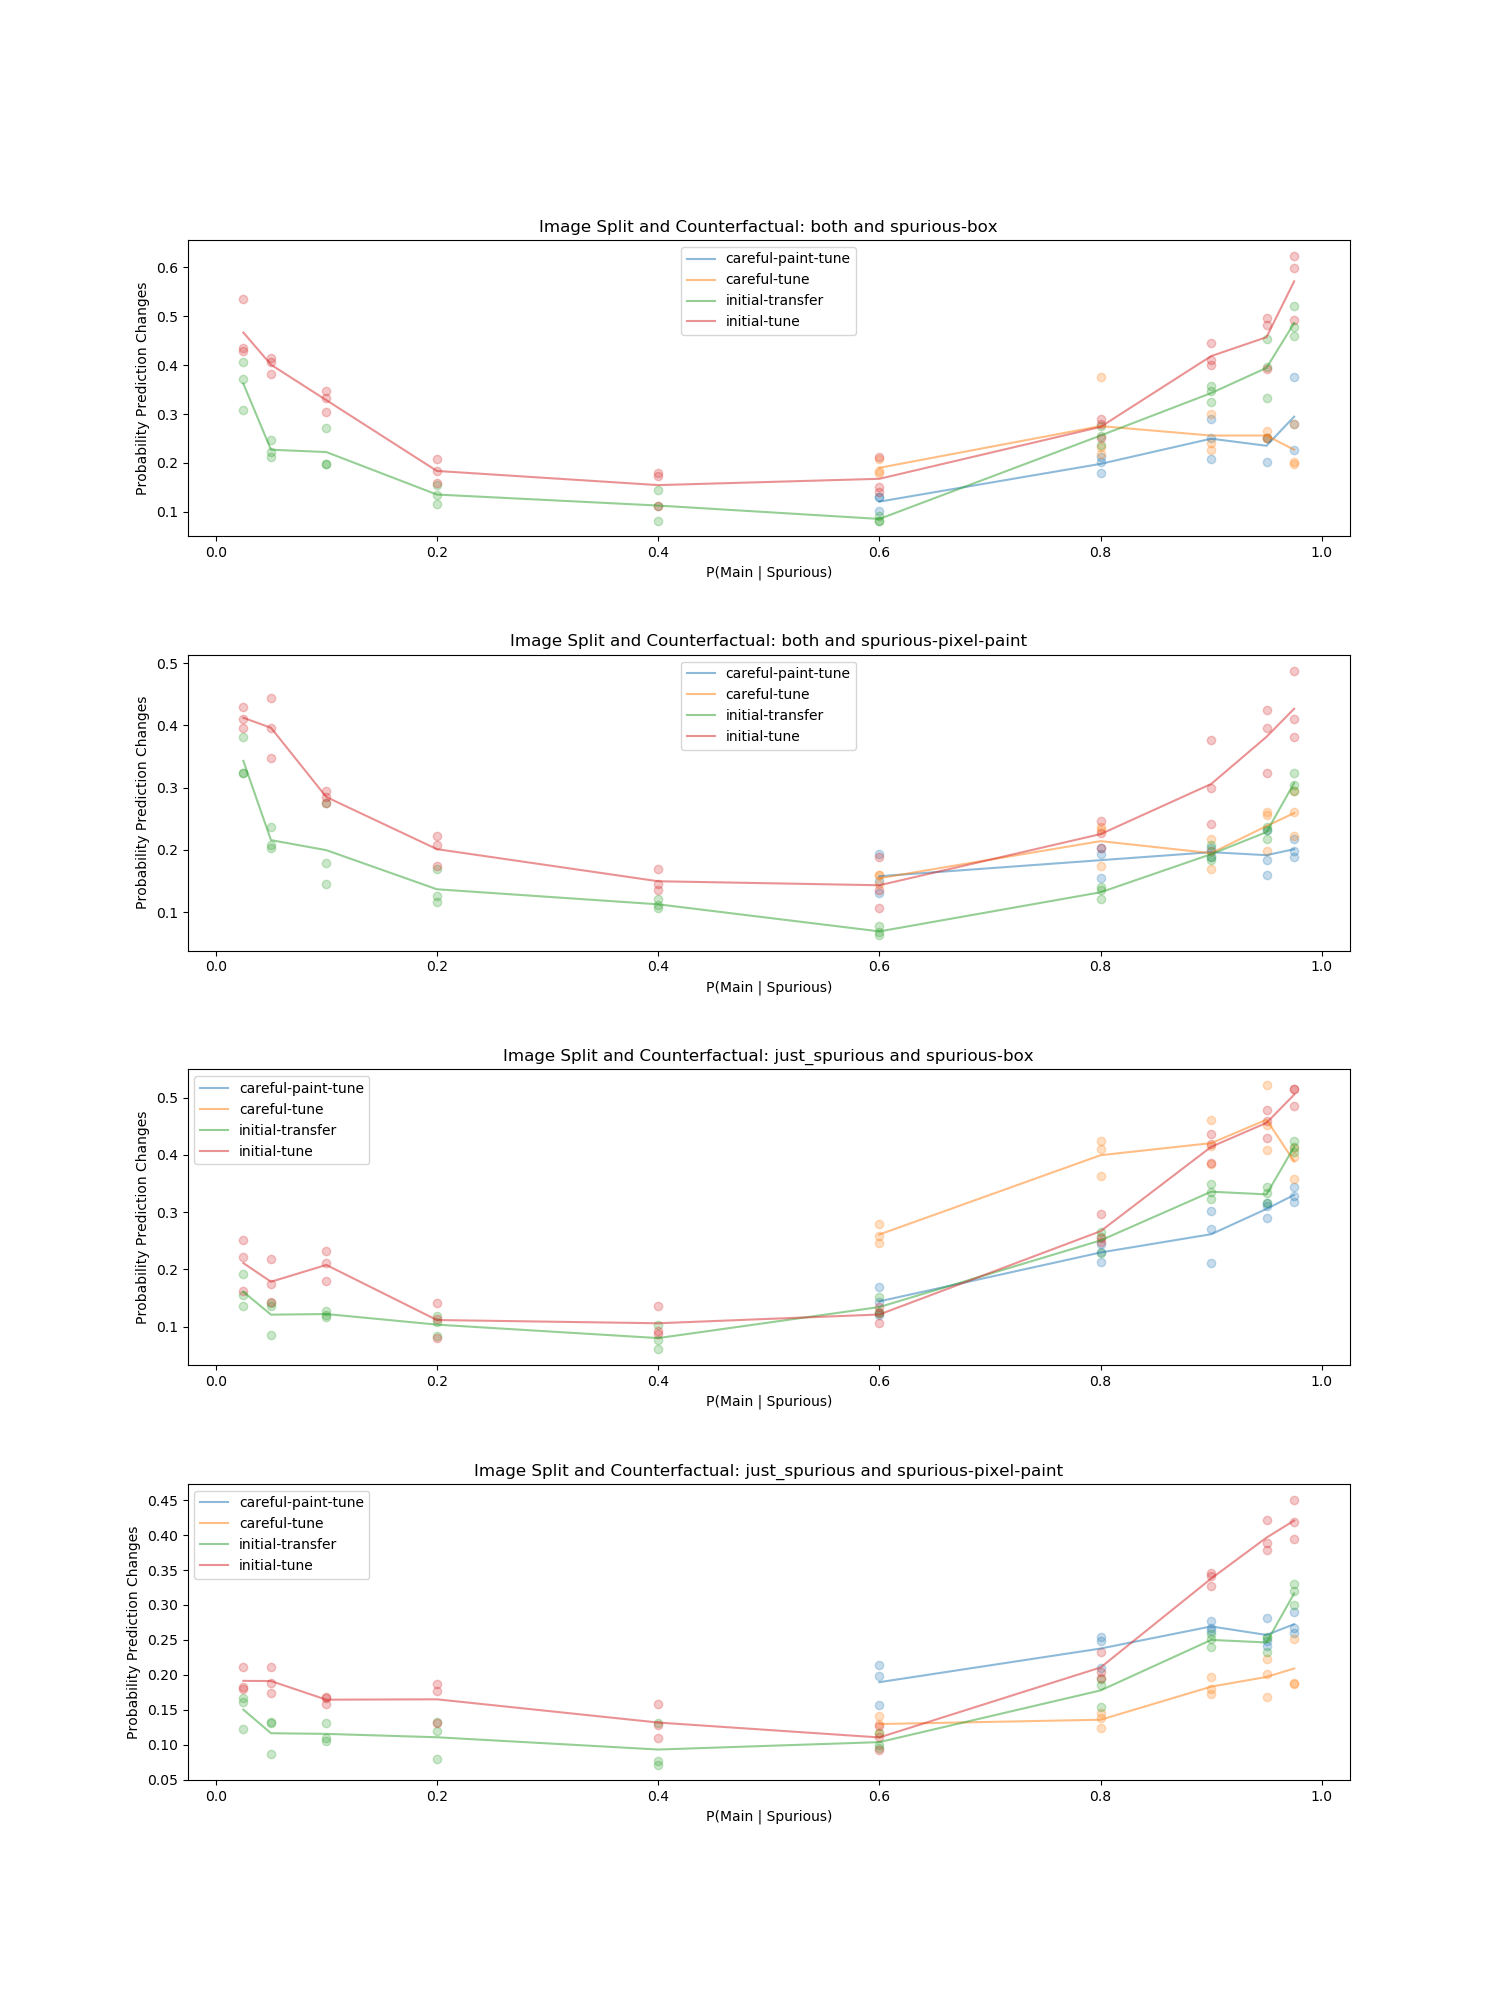 Image Split and Counterfactual: both and spurious-box
Probability Prediction Changes
0.6
0.5
0.4
0.3
0.2
0.1
careful-paint-tune
careful-tune
initial-transfer
initial-tune
0.0 0.2 0.4 0.6 0.8 1.0
P(Main | Spurious)
Image Split and Counterfactual: both and spurious-pixel-paint
Probability Prediction Changes
0.5
0.4
0.3
0.2
0.1
careful-paint-tune
careful-tune
initial-transfer
initial-tune
0.0 0.2 0.4 0.6 0.8 1.0
P(Main | Spurious)
Image Split and Counterfactual: just_spurious and spurious-box
Probability Prediction Changes
0.5
0.4
0.3
0.2
0.1
careful-paint-tune
careful-tune
initial-transfer
initial-tune
0.0 0.2 0.4 0.6 0.8 1.0
P(Main | Spurious)
Image Split and Counterfactual: just_spurious and spurious-pixel-paint
Probability Prediction Changes
0.45
0.40
0.35
0.30
0.25
0.20
0.15
0.10
0.05
careful-paint-tune
careful-tune
initial-transfer
initial-tune
0.0 0.2 0.4 0.6 0.8 1.0
P(Main | Spurious)